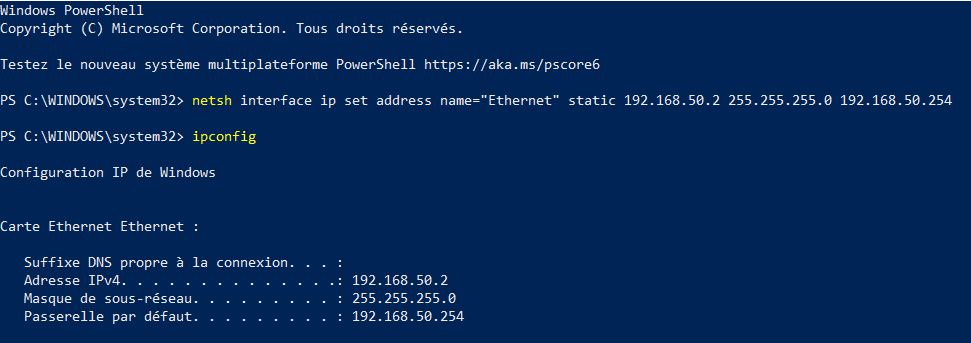 Windows PowerShell
Copyright (C) Microsoft Corporation. Tous droits réservés.
Testez le nouveau système multiplateforme PowerShell https://aka.ms/pscore6
PS C:\WINDOWS\system32> netsh interface ip set address name="Ethernet" static 192.168.50.2 255.255.255.0 192.168.50.254
PS C:\WINDOWS\system32> ipconfig
Configuration IP de Windows
Carte Ethernet Ethernet :
Suffixe DNS propre à la connexion. . . :
Adresse IPv4. . . . . . . . . . . . . .: 192.168.50.2
Masque de sous-réseau. . . . . . . . . : 255.255.255.0
Passerelle par défaut. . . . . . . . . : 192.168.50.254